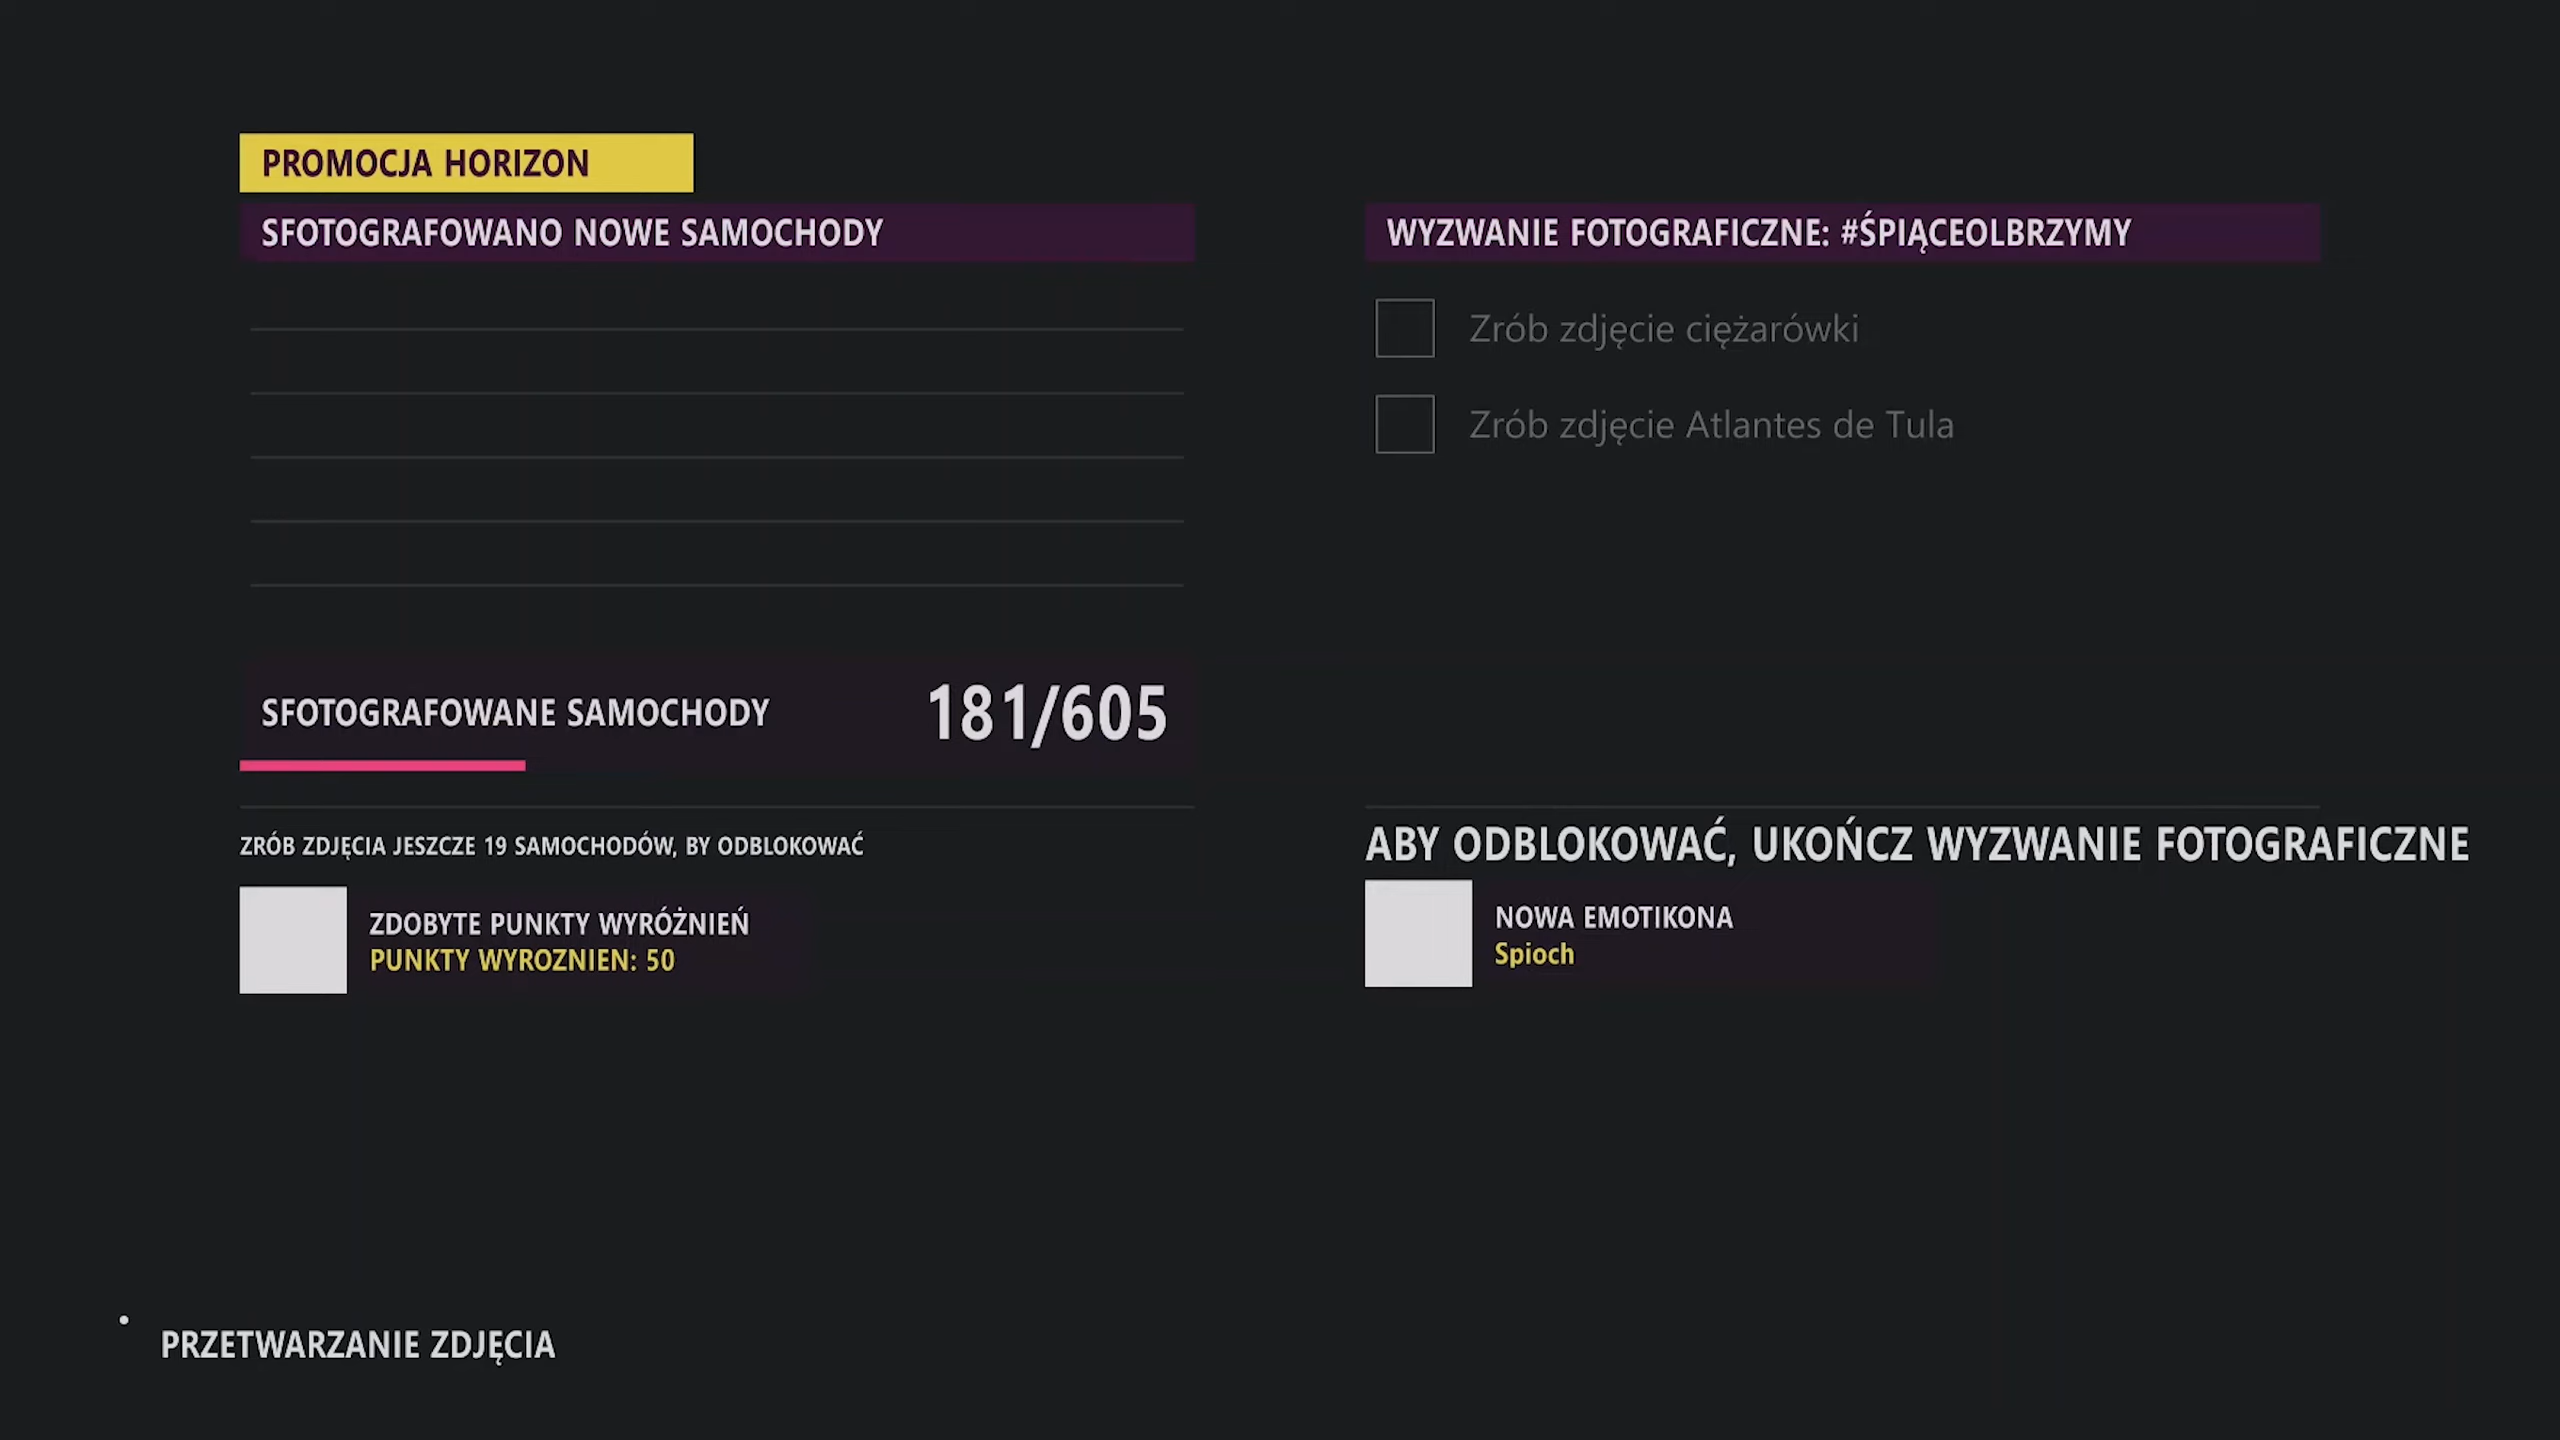 PROMOCJA HORIZON
SFOTOGRAFOWANO NOWE SAMOCHODY
SFOTOGRAFOWANE SAMOCHODY 181/605
ZRÓB ZDJĘCIA JESZCZE 19 SAMOCHODÓW, BY ODBLOKOWAĆ
ZDOBYTE PUNKTY WYRÓŻNIEŃ
PUNKTY WYROZNIEN: 50
WYZWANIE FOTOGRAFICZNE: #ŚPIĄCEOLBRZYMY
Zrób zdjęcie ciężarówki
Zrób zdjęcie Atlantes de Tula
ABY ODBLOKOWAĆ, UKOŃCZ WYZWANIE FOTOGRAFICZNE
NOWA EMOTIKONA
Spioch
PRZETWARZANIE ZDJĘCIA